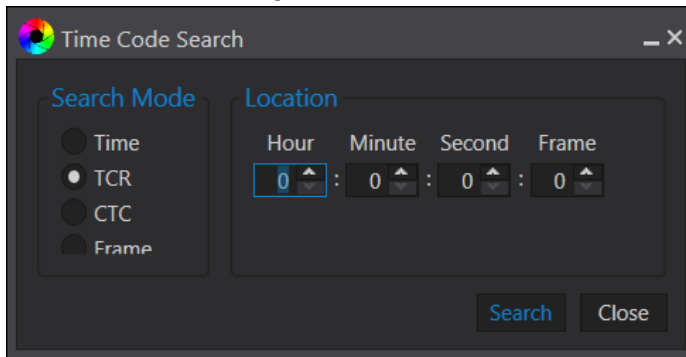 Time Code Search
Search Mode
Time
TCR
CTC
Frame
Location
Hour Minute Second Frame
0 : 0 : 0 : 0
Search Close